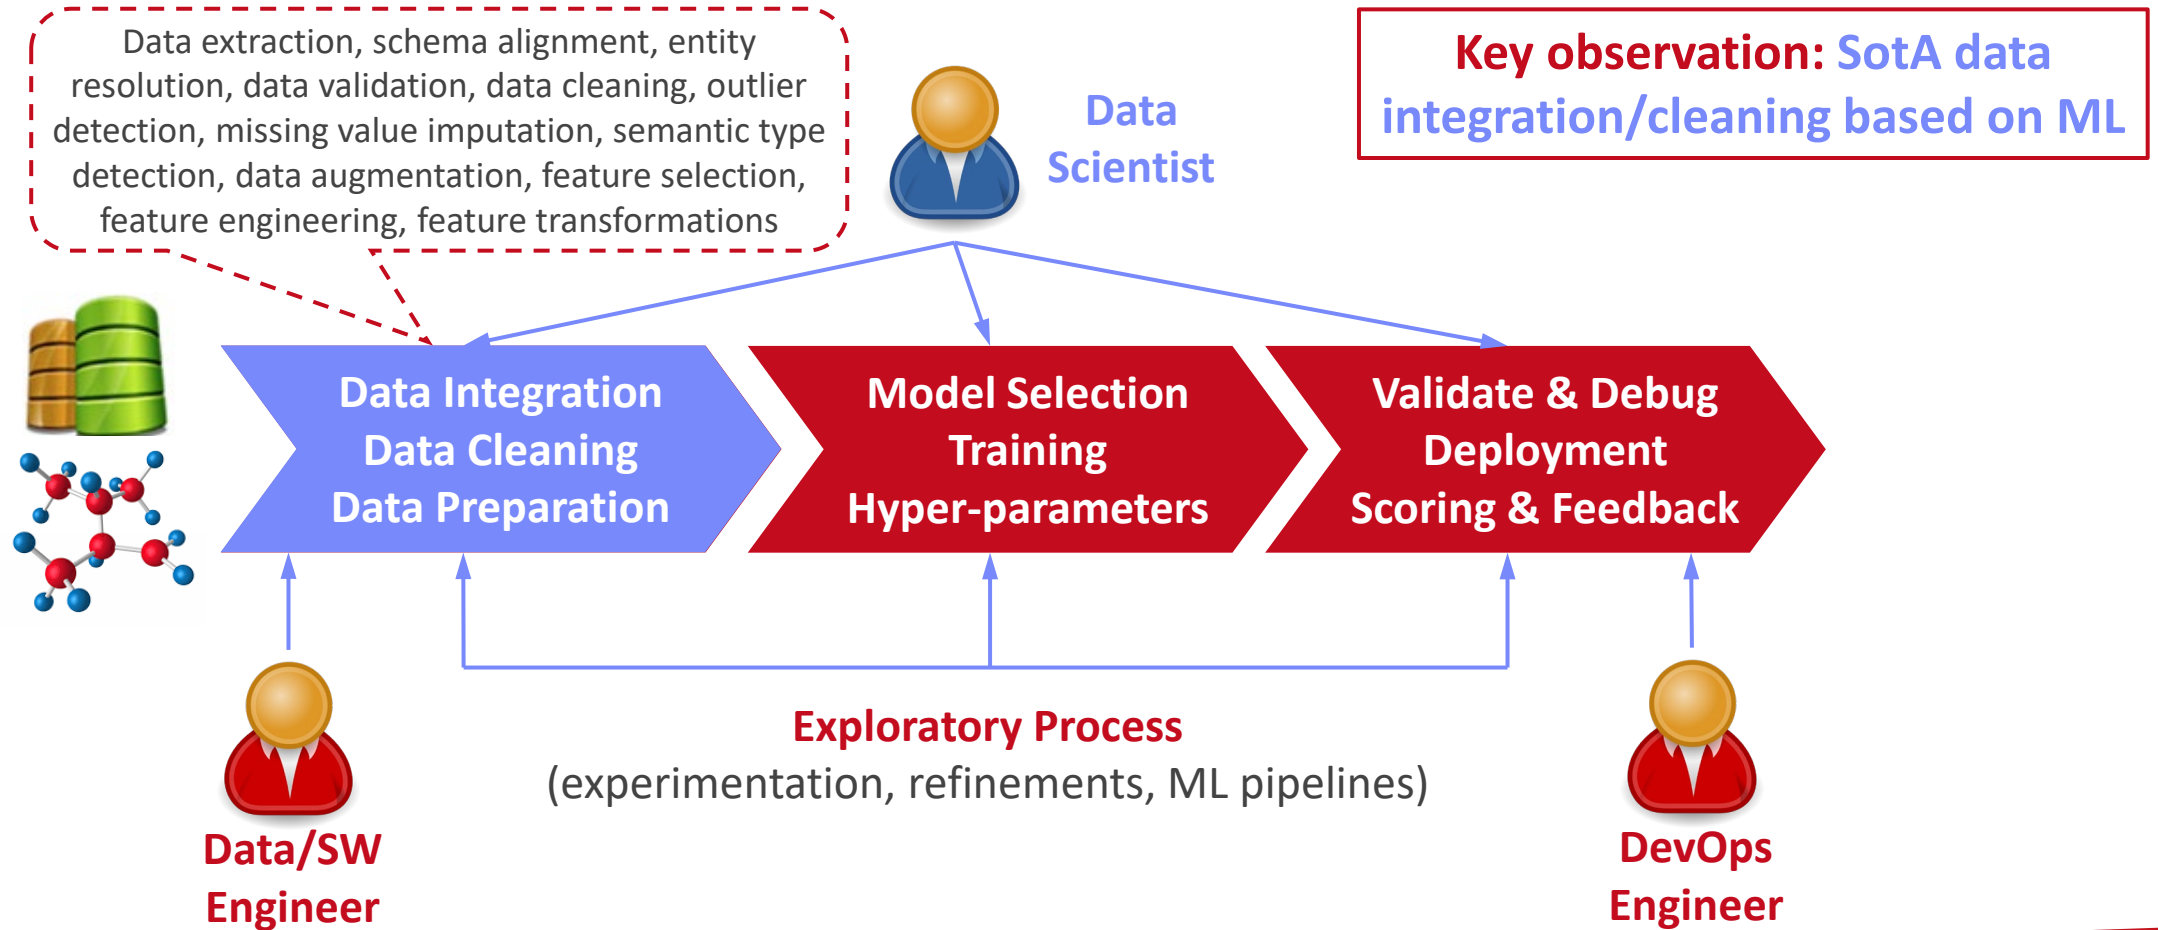 Data extraction, schema alignment, entity
resolution, data validation, data cleaning, outlier
detection, missing value imputation, semantic type
detection, data augmentation, feature selection,
feature engineering, feature transformations
Data
Scientist
Key observation: SotA data
integration/cleaning based on ML
Data Integration
Data Cleaning
Data Preparation
Model Selection
Training
Hyper-parameters
Validate & Debug
Deployment
Scoring & Feedback
Exploratory Process
(experimentation, refinements, ML pipelines)
Data/SW
Engineer
DevOps
Engineer